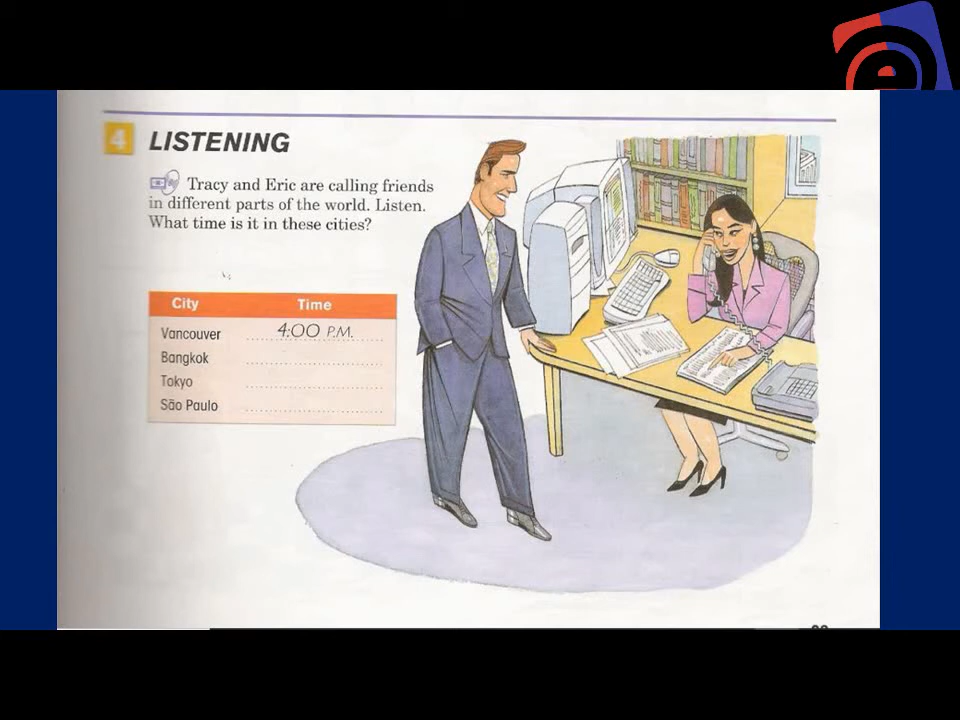 4 LISTENING
Tracy and Eric are calling friends
in different parts of the world. Listen.
What time is it in these cities?
City Time
Vancouver 4:00 P.M.
Bangkok
Tokyo
São Paulo
e